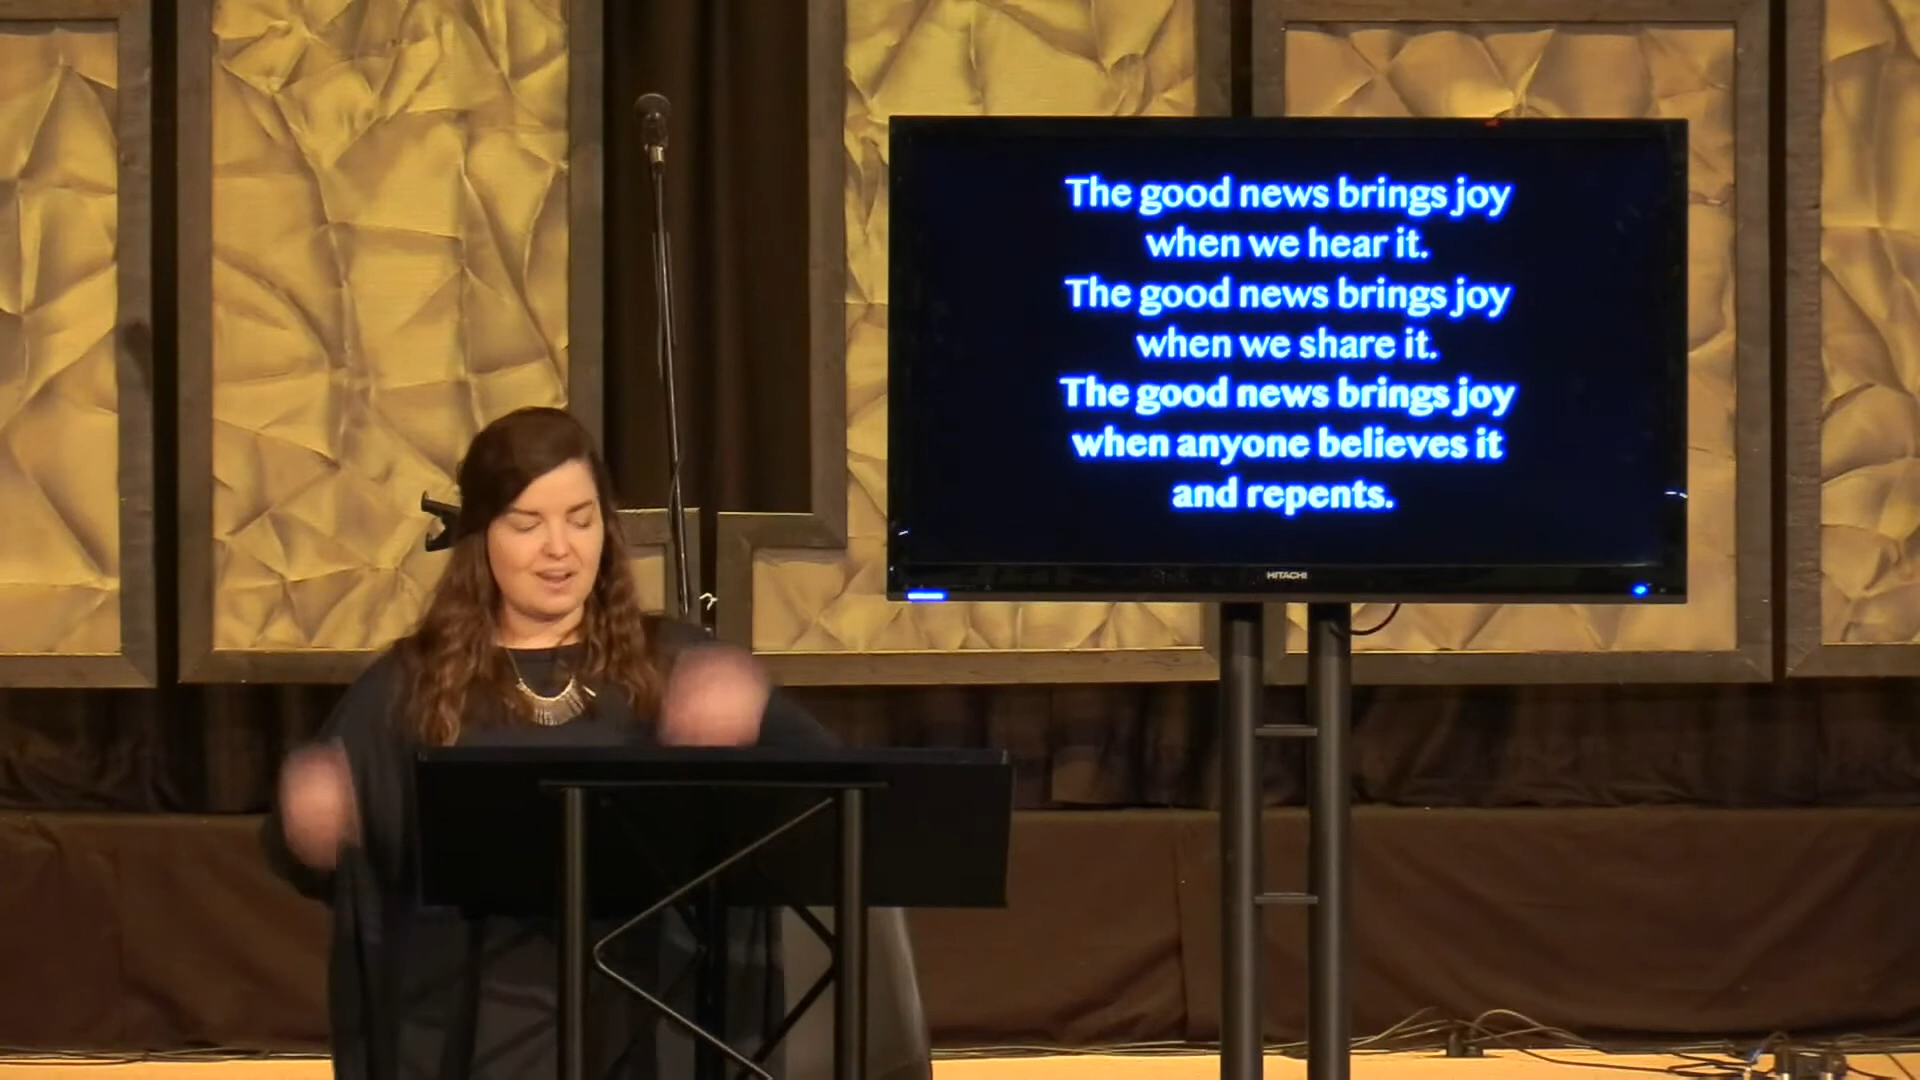 The good news brings joy
when we hear it.
The good news brings joy
when we share it.
The good news brings joy
when anyone believes it
and repents.
HITACHI